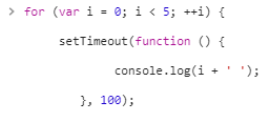 > for (var i = 0; i < 5; ++i) {
setTimeout(function () {
console.log(i + ' ');
}, 100);